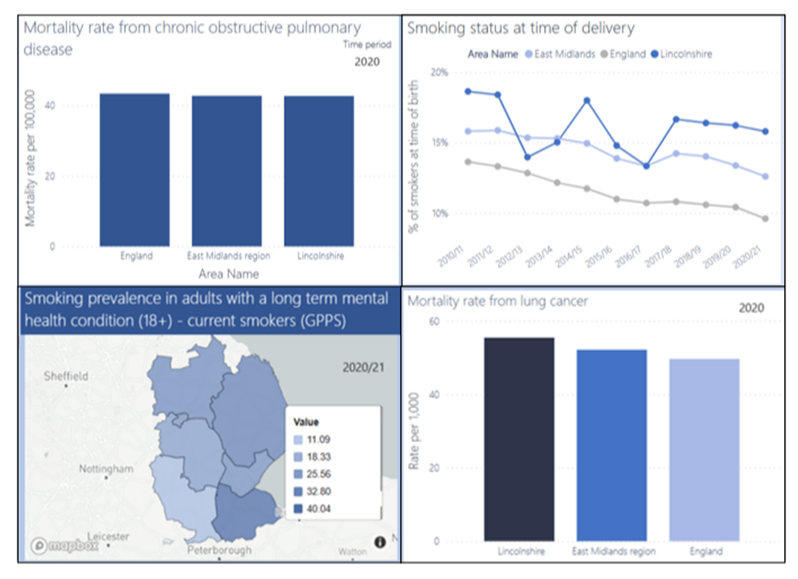 Mortality rate from chronic obstructive pulmonary
disease
Time period
2020
Mortality rate per 100,000
40
20
0
England
East Midlands region
Lincolnshire
Area Name
Smoking status at time of delivery
Area Name East Midlands England Lincolnshire
% of smokers at time of birth
20%
15%
10%
2010/11
2011/12
2012/13
2013/14
2014/15
2015/16
2016/17
2017/18
2018/19
2019/20
2020/21
Smoking prevalence in adults with a long term mental
health condition (18+) - current smokers (GPPS)
2020/21
Sheffield
Nottingham
Leicester
Peterborough
Watton
N
Value
11.09
18.33
25.56
32.80
40.04
mapbox
i
Mortality rate from lung cancer
2020
Rate per 1,000
60
40
20
0
Lincolnshire
East Midlands region
England